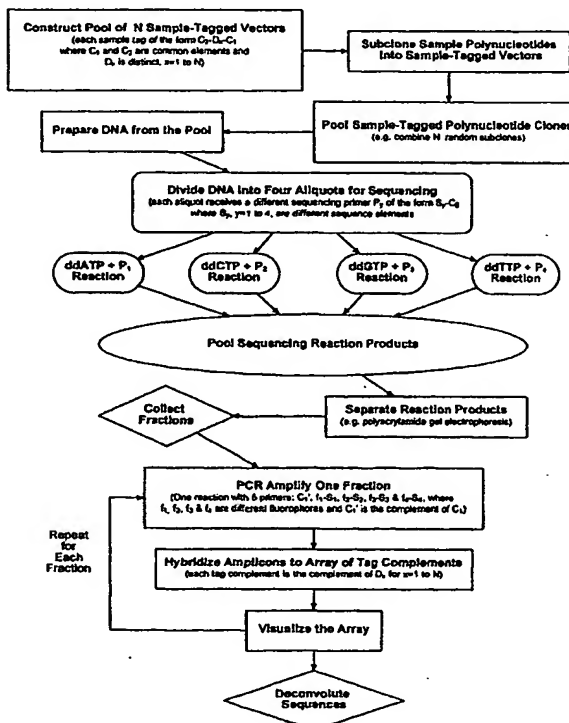 Construct Pool of N Sample-Tagged Vectors
(each sample tag of the form C₂-Dₓ-C₁
where C₁ and C₂ are common elements and
Dₓ is distinct, x=1 to N)
Subclone Sample Polynucleotides
Into Sample-Tagged Vectors
Prepare DNA from the Pool
Pool Sample-Tagged Polynucleotide Clones
(e.g. combine N random subclones)
Divide DNA Into Four Aliquots for Sequencing
(each aliquot receives a different sequencing primer Pᵧ of the form Sᵧ-C₂
where Sᵧ, y=1 to 4, are different sequence elements)
ddATP + P₁
Reaction
ddCTP + P₂
Reaction
ddGTP + P₃
Reaction
ddTTP + P₄
Reaction
Pool Sequencing Reaction Products
Collect
Fractions
Separate Reaction Products
(e.g. polyacrylamide gel electrophoresis)
PCR Amplify One Fraction
(One reaction with 5 primers: C₁', f₁-S₁, f₂-S₂, f₃-S₃ & f₄-S₄, where
f₁, f₂, f₃ & f₄ are different fluorophores and C₁' is the complement of C₁)
Repeat
for
Each
Fraction
Hybridize Amplicons to Array of Tag Complements
(each tag complement is the complement of Dₓ for x=1 to N)
Visualize the Array
Deconvolute
Sequences